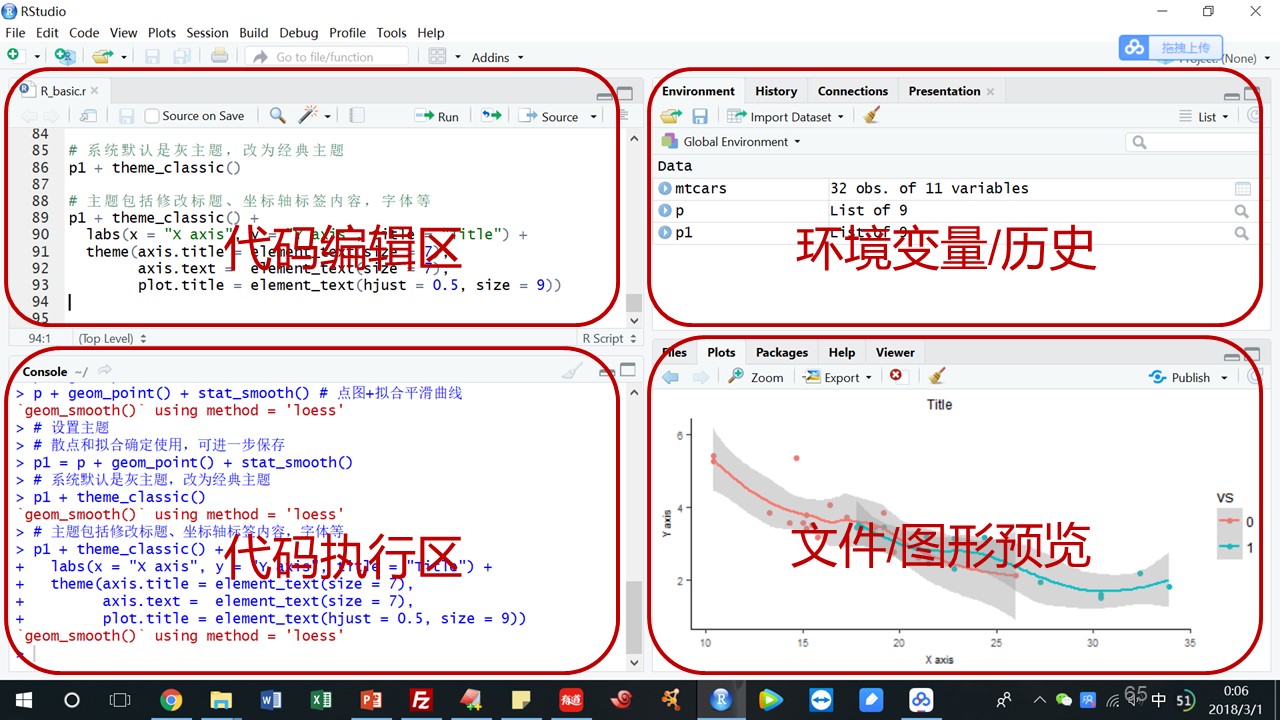 RStudio
File Edit Code View Plots Session Build Debug Profile Tools Help
Go to file/function
Addins
拖拽上传
Project: (None)
R_basic.r
Source on Save
Run
Source
84
85 # 系统默认是灰主题，改为经典主题
86 p1 + theme_classic()
87
88 # 主题包括修改标题、坐标轴标签内容，字体等
89 p1 + theme_classic() +
90 labs(x = "X axis", y = "Y axis", title = "Title") +
91 theme(axis.title = element_text(size = 7),
92 axis.text = element_text(size = 7),
93 plot.title = element_text(hjust = 0.5, size = 9))
94
95
代码编辑区
94:1 (Top Level) R Script
Environment History Connections Presentation
Import Dataset
List
Global Environment
Data
mtcars 32 obs. of 11 variables
p List of 9
p1 List of 9
环境变量/历史
Console ~/
> p + geom_point() + stat_smooth() # 点图+拟合平滑曲线
`geom_smooth()` using method = 'loess'
> # 设置主题
> # 散点和拟合确定使用，可进一步保存
> p1 = p + geom_point() + stat_smooth()
> # 系统默认是灰主题，改为经典主题
> p1 + theme_classic()
`geom_smooth()` using method = 'loess'
> # 主题包括修改标题、坐标轴标签内容，字体等
> p1 + theme_classic() +
+ labs(x = "X axis", y = "Y axis", title = "Title") +
+ theme(axis.title = element_text(size = 7),
+ axis.text = element_text(size = 7),
+ plot.title = element_text(hjust = 0.5, size = 9))
`geom_smooth()` using method = 'loess'
>
代码执行区
Files Plots Packages Help Viewer
Zoom Export Publish
Title
6
4
2
Y axis
10 15 20 25 30 35
X axis
vs
0
1
文件/图形预览
有道
65
中
51
0:06
2018/3/1